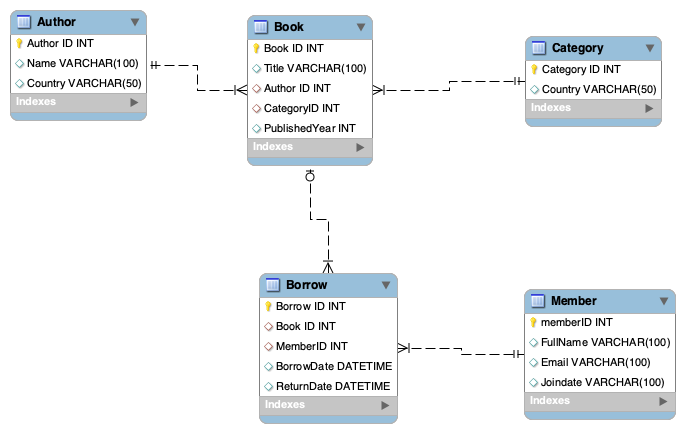 Author
Author ID INT
Name VARCHAR(100)
Country VARCHAR(50)
Indexes
Book
Book ID INT
Title VARCHAR(100)
Author ID INT
CategoryID INT
PublishedYear INT
Indexes
Category
Category ID INT
Country VARCHAR(50)
Indexes
Borrow
Borrow ID INT
Book ID INT
MemberID INT
BorrowDate DATETIME
ReturnDate DATETIME
Indexes
Member
memberID INT
FullName VARCHAR(100)
Email VARCHAR(100)
Joindate VARCHAR(100)
Indexes